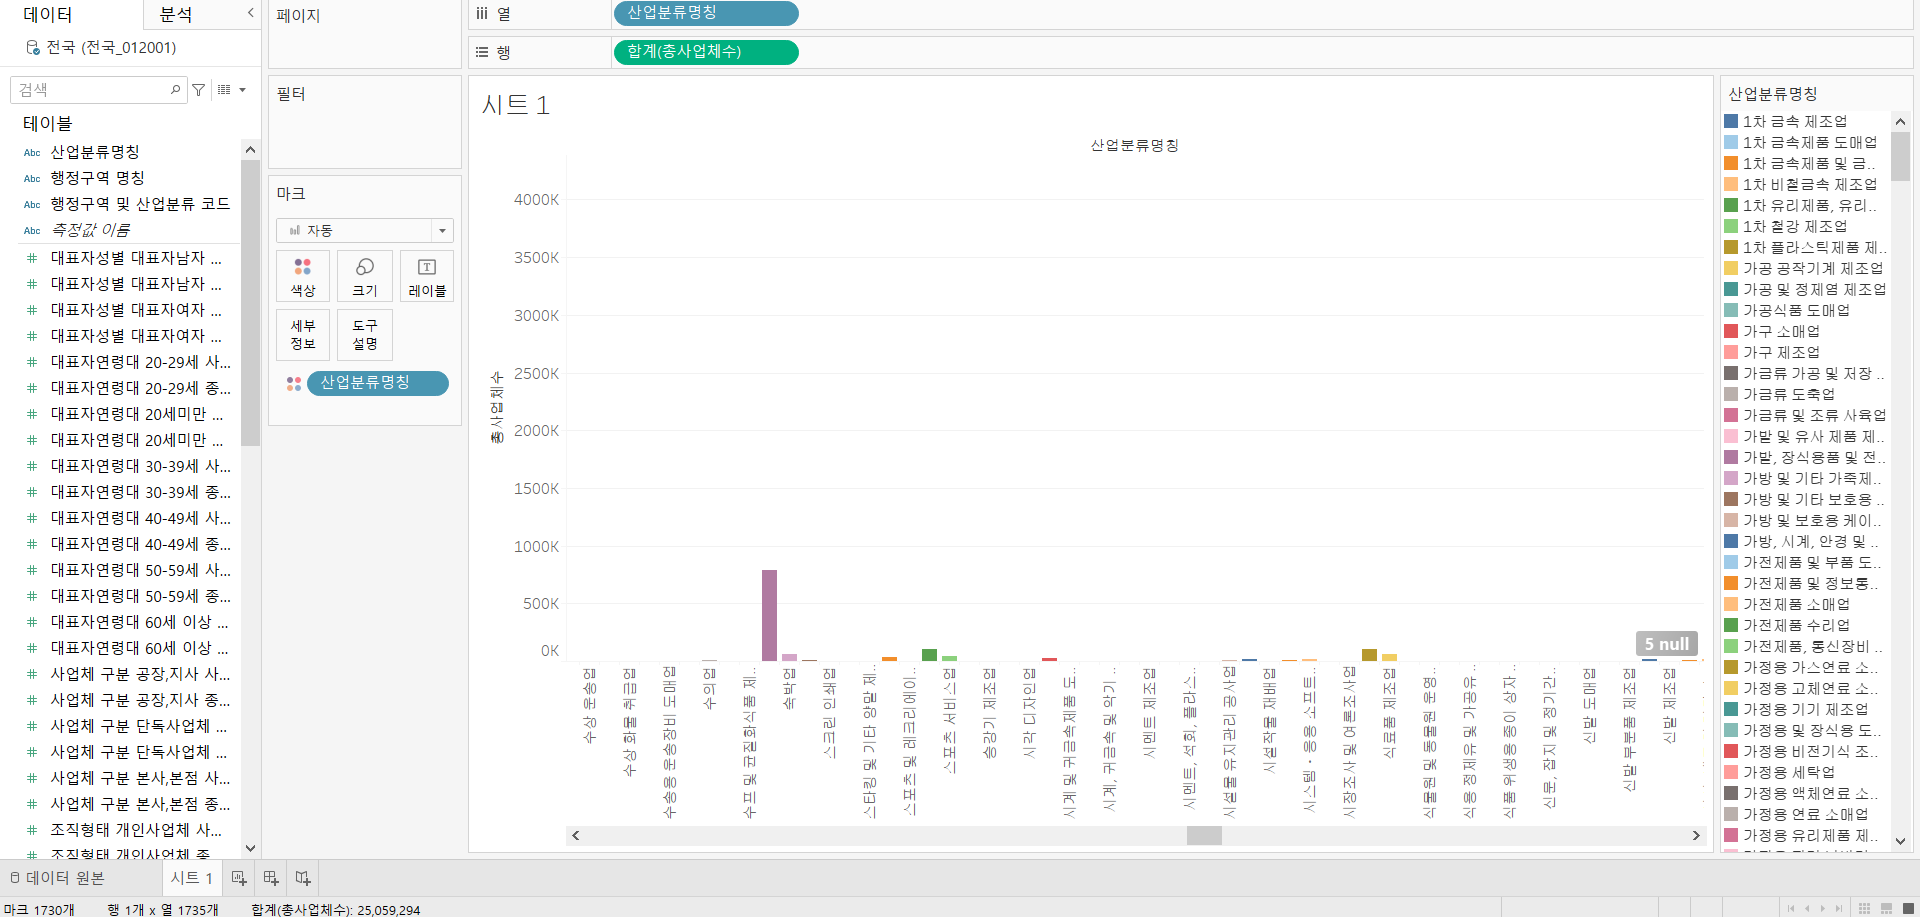 데이터
분석
전국 (전국_012001)
검색
테이블
Abc 산업분류명칭
Abc 행정구역 명칭
Abc 행정구역 및 산업분류 코드
Abc 측정값 이름
대표자성별 대표자남자 ...
대표자성별 대표자남자 ...
대표자성별 대표자여자 ...
대표자성별 대표자여자 ...
대표자연령대 20-29세 사...
대표자연령대 20-29세 종...
대표자연령대 20세미만 ...
대표자연령대 20세미만 ...
대표자연령대 30-39세 사...
대표자연령대 30-39세 종...
대표자연령대 40-49세 사...
대표자연령대 40-49세 종...
대표자연령대 50-59세 사...
대표자연령대 50-59세 종...
대표자연령대 60세 이상 ...
대표자연령대 60세 이상 ...
사업체 구분 공장,지사 사...
사업체 구분 공장,지사 종...
사업체 구분 단독사업체 ...
사업체 구분 단독사업체 ...
사업체 구분 본사,본점 사...
사업체 구분 본사,본점 종...
조직형태 개인사업체 사...
조직형태 개인사업체 종
페이지
필터
마크
자동
색상
크기
레이블
세부
정보
도구
설명
산업분류명칭
열
산업분류명칭
행
합계(총사업체수)
시트 1
산업분류명칭
총사업체수
4000K
3500K
3000K
2500K
2000K
1500K
1000K
500K
0K
5 null
수상 운송업
수상 화물 취급업
수송용 운송장비 도매업
수의업
수프 및 균질화식품 제..
숙박업
스크린 인쇄업
스타킹 및 기타 양말 제..
스포츠 및 레크리에이..
스포츠 서비스업
승강기 제조업
시각 디자인업
시계 및 귀금속제품 도..
시계, 귀금속 및 악기 ..
시멘트 제조업
시멘트, 석회, 플라스..
시설물 유지관리 공사업
시설작물 재배업
시스템ㆍ응용 소프트..
시장조사 및 여론조사업
식료품 제조업
식물원 및 동물원 운영..
식용 정제유 및 가공유 ..
식품 위생용 종이 상자..
신문, 잡지 및 정기간..
신발 도매업
신발 부분품 제조업
신발 제조업
산업분류명칭
1차 금속 제조업
1차 금속제품 도매업
1차 금속제품 및 금..
1차 비철금속 제조업
1차 유리제품, 유리..
1차 철강 제조업
1차 플라스틱제품 제..
가공 공작기계 제조업
가공 및 정제염 제조업
가공식품 도매업
가구 소매업
가구 제조업
가금류 가공 및 저장 ..
가금류 도축업
가금류 및 조류 사육업
가발 및 유사 제품 제..
가발, 장식용품 및 전..
가방 및 기타 가죽제..
가방 및 기타 보호용 ..
가방 및 보호용 케이..
가방, 시계, 안경 및 ..
가전제품 및 부품 도..
가전제품 및 정보통..
가전제품 소매업
가전제품 수리업
가전제품, 통신장비 ..
가정용 가스연료 소..
가정용 고체연료 소..
가정용 기기 제조업
가정용 및 장식용 도..
가정용 비전기식 조..
가정용 세탁업
가정용 액체연료 소..
가정용 연료 소매업
가정용 유리제품 제..
데이터 원본
시트 1
마크 1730개
행 1개 x 열 1735개
합계(총사업체수): 25,059,294